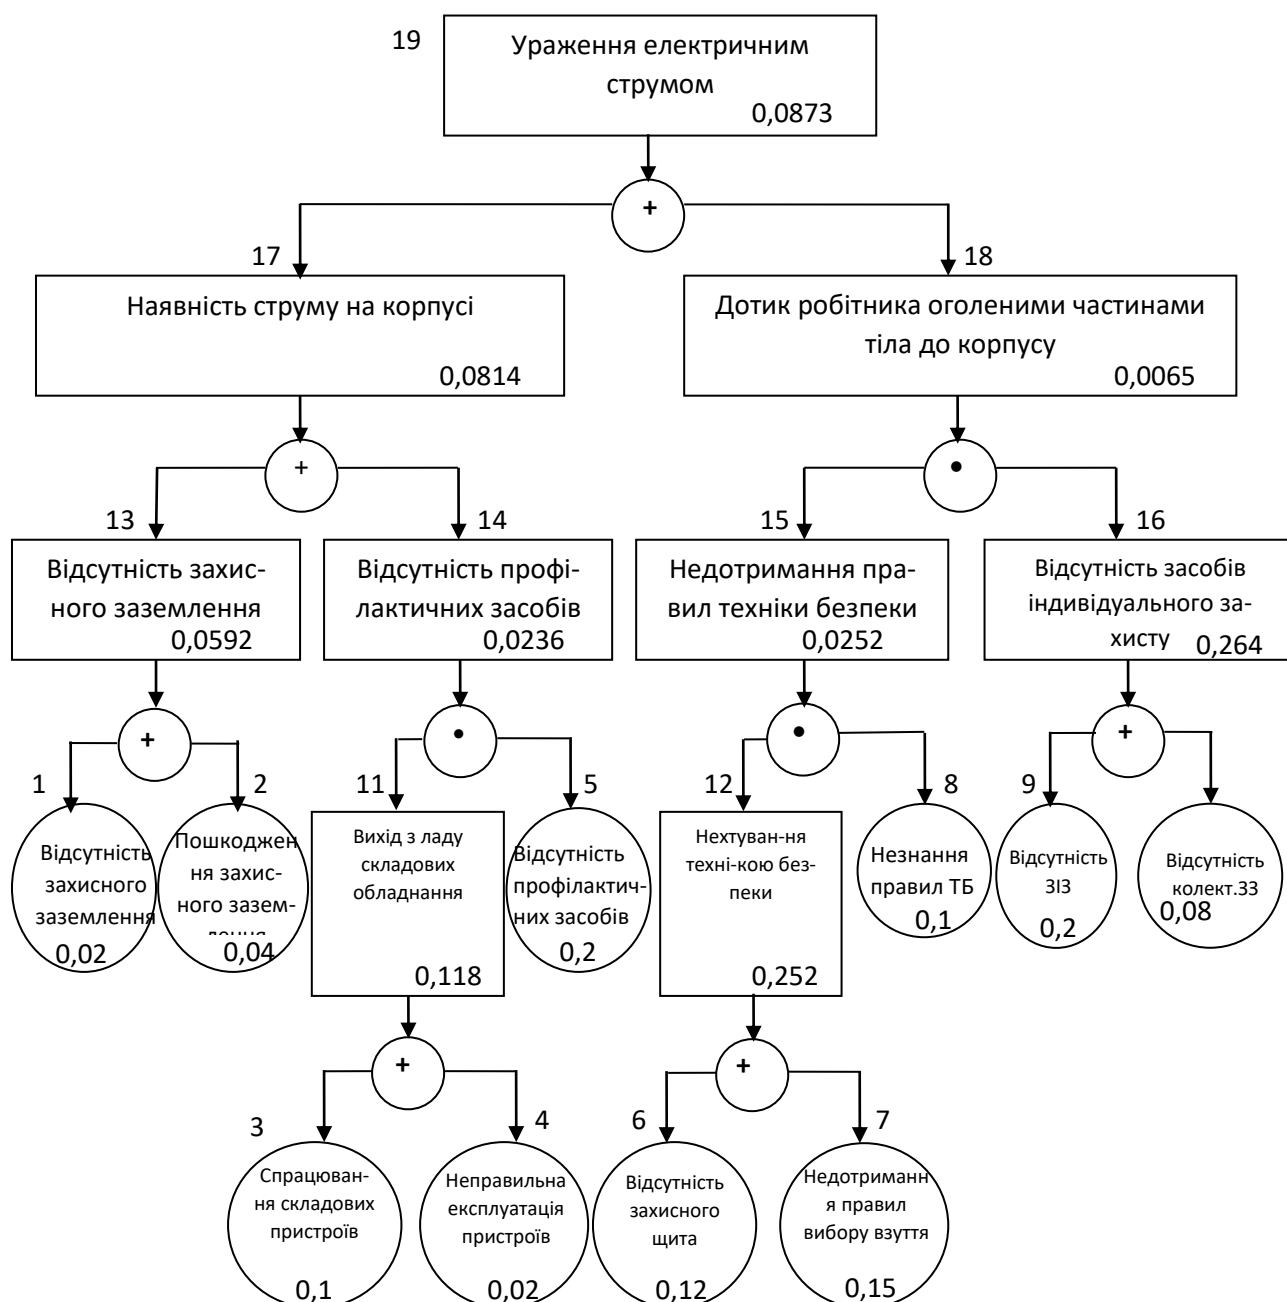 19
Ураження електричним
струмом
0,0873
+
17
18
Наявність струму на корпусі
0,0814
Дотик робітника оголеними частинами
тіла до корпусу
0,0065
+
•
13
14
15
16
Відсутність захис-
ного заземлення
0,0592
Відсутність профі-
лактичних засобів
0,0236
Недотримання пра-
вил техніки безпеки
0,0252
Відсутність засобів
індивідуального за-
хисту
0,264
+
•
•
+
1
2
11
5
12
8
9
Відсутність
захисного
заземлення
0,02
Пошкоджен
ня захис-
ного зазем-
лення
0,04
Вихід з ладу
складових
обладнання
0,118
Відсутність
профілактич-
них засобів
0,2
Нехтуван-ня
техні-кою без-
пеки
0,252
Незнання
правил ТБ
0,1
Відсутність
ЗІЗ
0,2
Відсутність
колект.ЗЗ
0,08
+
+
3
4
6
7
Спрацюван-
ня складових
пристроїв
0,1
Неправильна
експлуатація
пристроїв
0,02
Відсутність
захисного
щита
0,12
Недотриманн
я правил
вибору взуття
0,15